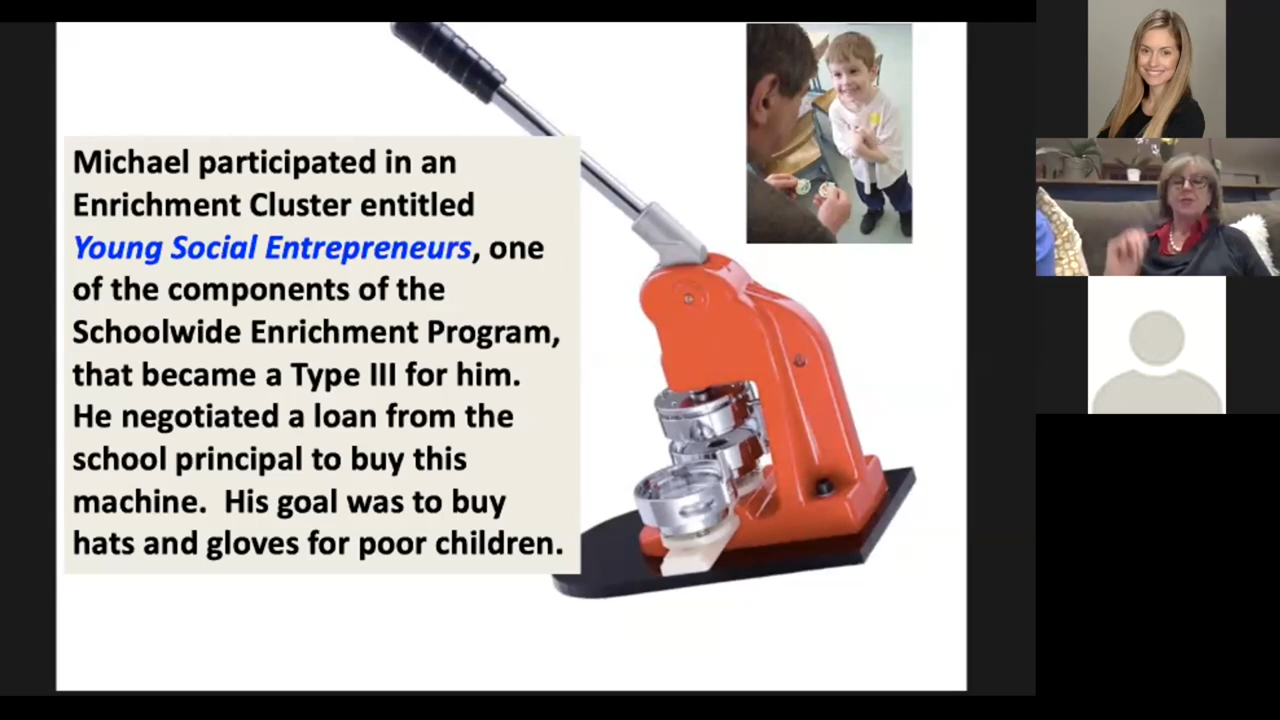 Michael participated in an
Enrichment Cluster entitled
Young Social Entrepreneurs, one
of the components of the
Schoolwide Enrichment Program,
that became a Type III for him.
He negotiated a loan from the
school principal to buy this
machine.  His goal was to buy
hats and gloves for poor children.